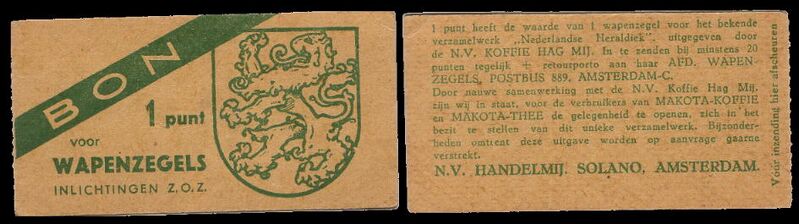 BON
1 punt
voor
WAPENZEGELS
INLICHTINGEN Z.O.Z.
1 punt heeft de waarde van 1 wapenzegel voor het bekende
verzamelwerk „Nederlandse Heraldiek” uitgegeven door
de N.V. KOFFIE HAG MIJ. In te zenden bij minstens 20
punten tegelijk + retourporto aan haar AFD. WAPEN-
ZEGELS, POSTBUS 889, AMSTERDAM-C.
Door nauwe samenwerking met de N.V. Koffie Hag Mij.
zijn wij in staat, voor de verbruikers van MAKOTA-KOFFIE
en MAKOTA-THEE de gelegenheid te openen, zich in het
bezit te stellen van dit unieke verzamelwerk. Bijzonder-
heden omtrent deze uitgave worden op aanvraag gaarne
verstrekt.
N.V. HANDELMIJ. SOLANO, AMSTERDAM.
Vóór inzending hier afscheuren